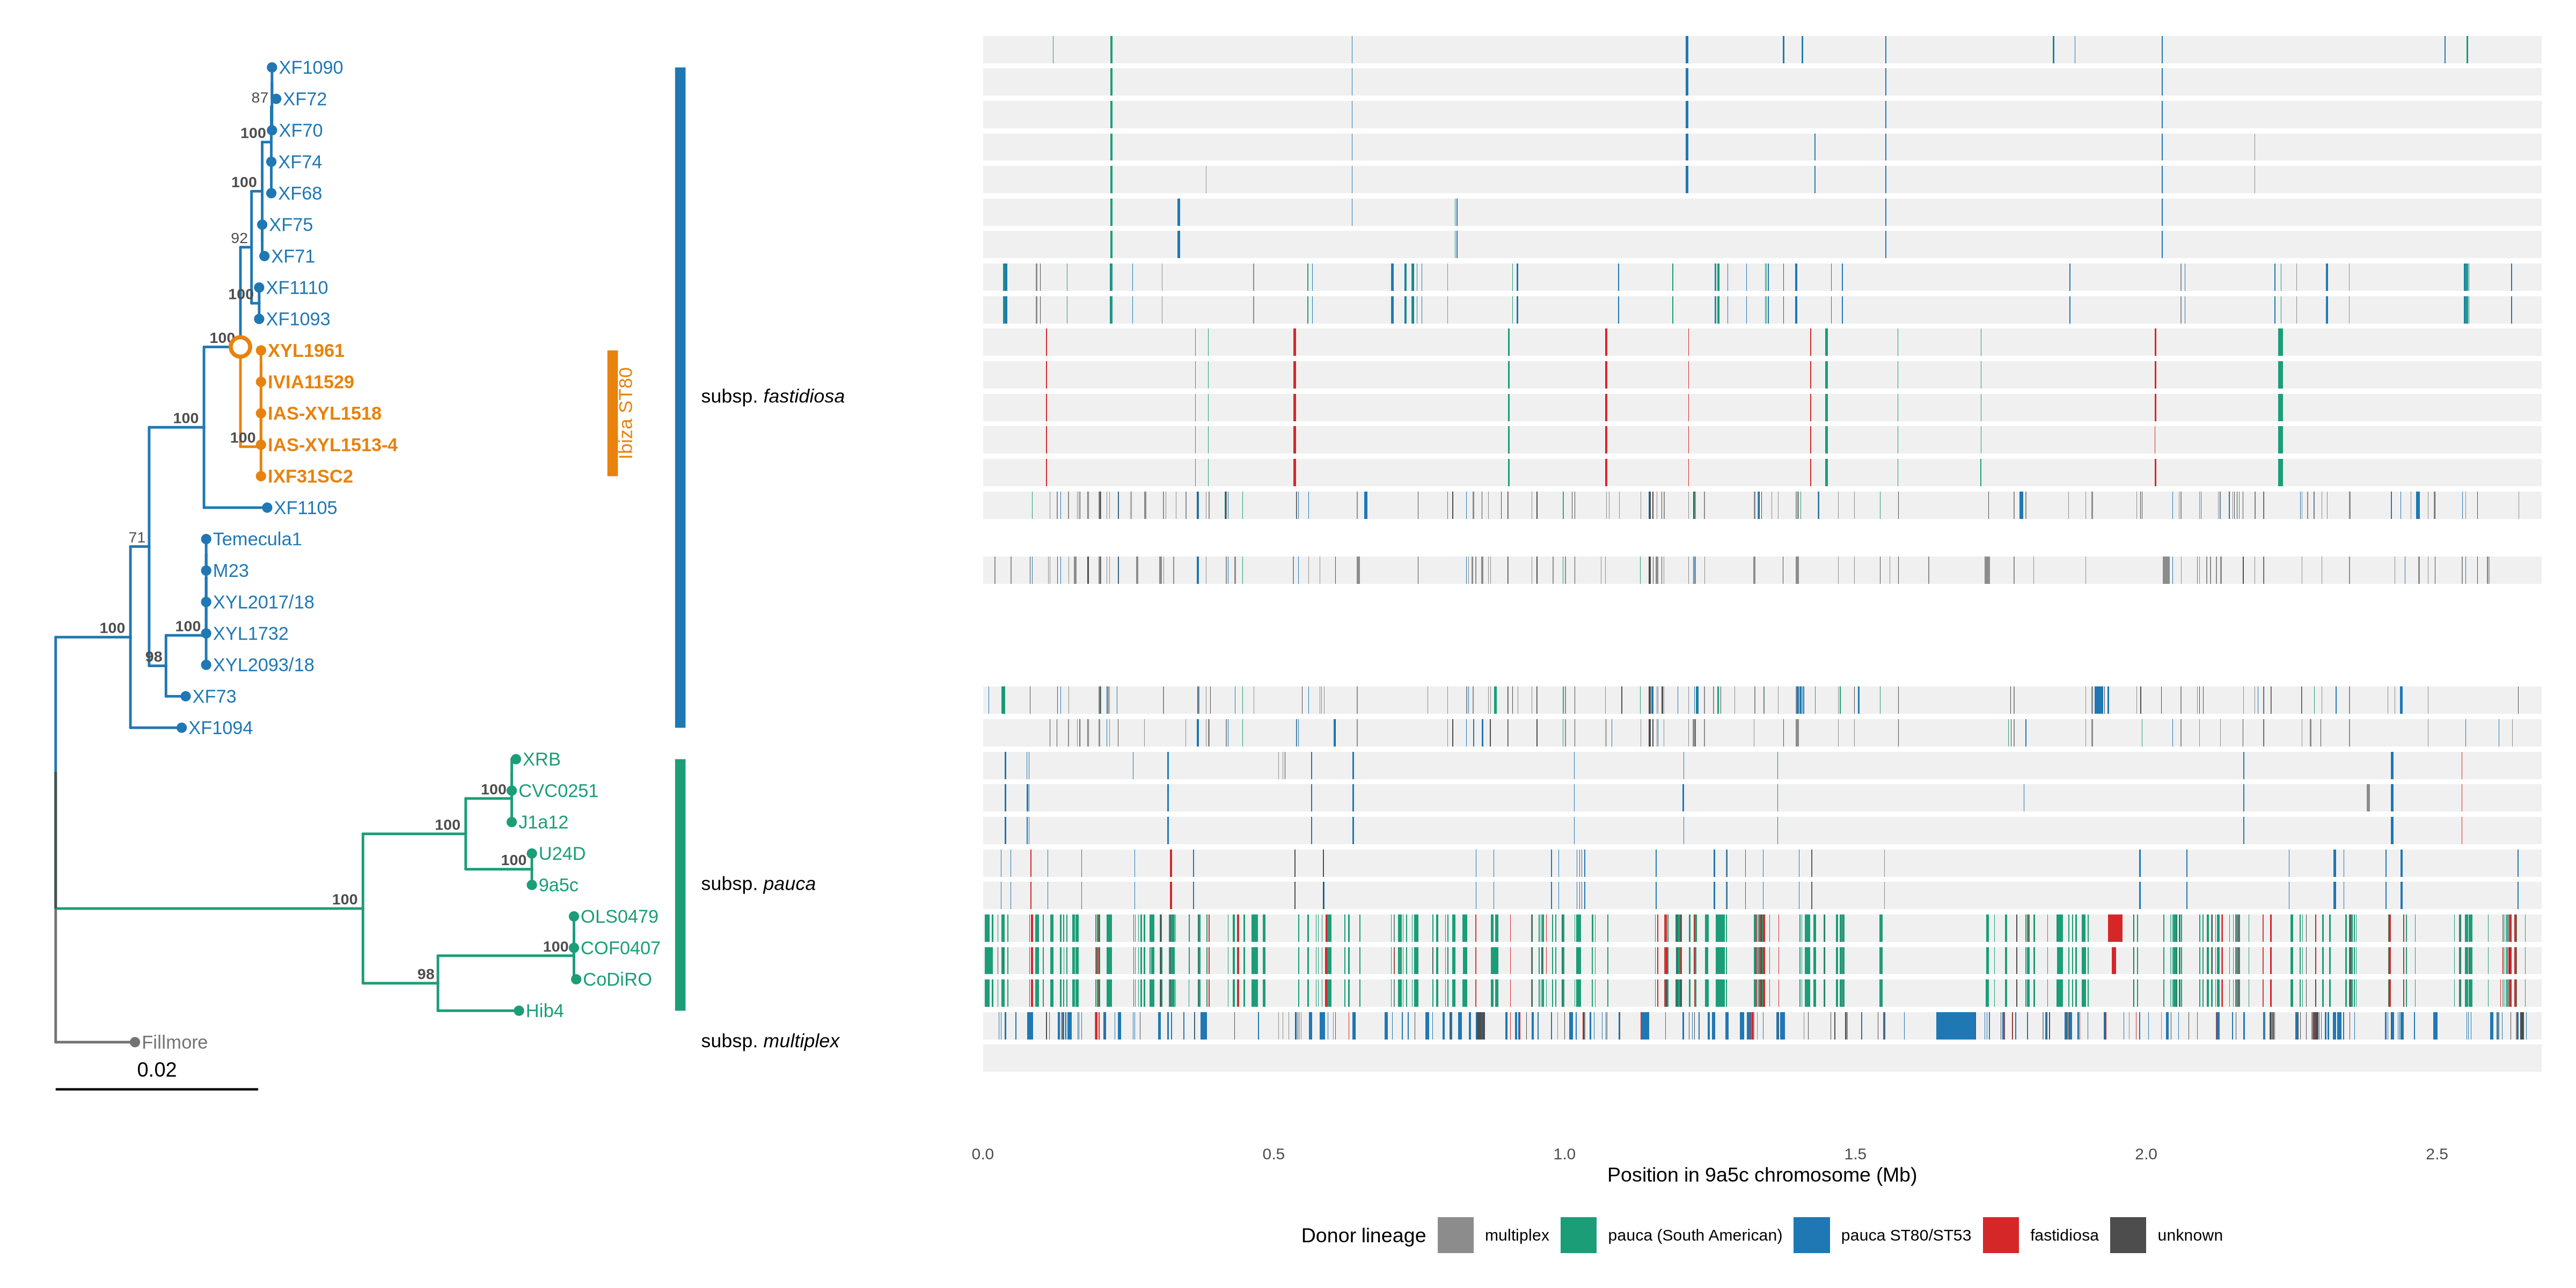 XF1090
87
XF72
100
XF70
XF74
100
XF68
XF75
92
XF71
XF1110
100
XF1093
100
XYL1961
IVIA11529
IAS-XYL1518
100
IAS-XYL1513-4
IXF31SC2
Ibiza ST80
subsp. fastidiosa
100
XF1105
71
Temecula1
M23
XYL2017/18
100
100
XYL1732
98
XYL2093/18
XF73
XF1094
XRB
100
CVC0251
100
J1a12
U24D
100
9a5c
subsp. pauca
100
OLS0479
100
COF0407
98
CoDiRO
Hib4
Fillmore
subsp. multiplex
0.02
0.0 0.5 1.0 1.5 2.0 2.5
Position in 9a5c chromosome (Mb)
Donor lineage multiplex pauca (South American) pauca ST80/ST53 fastidiosa unknown